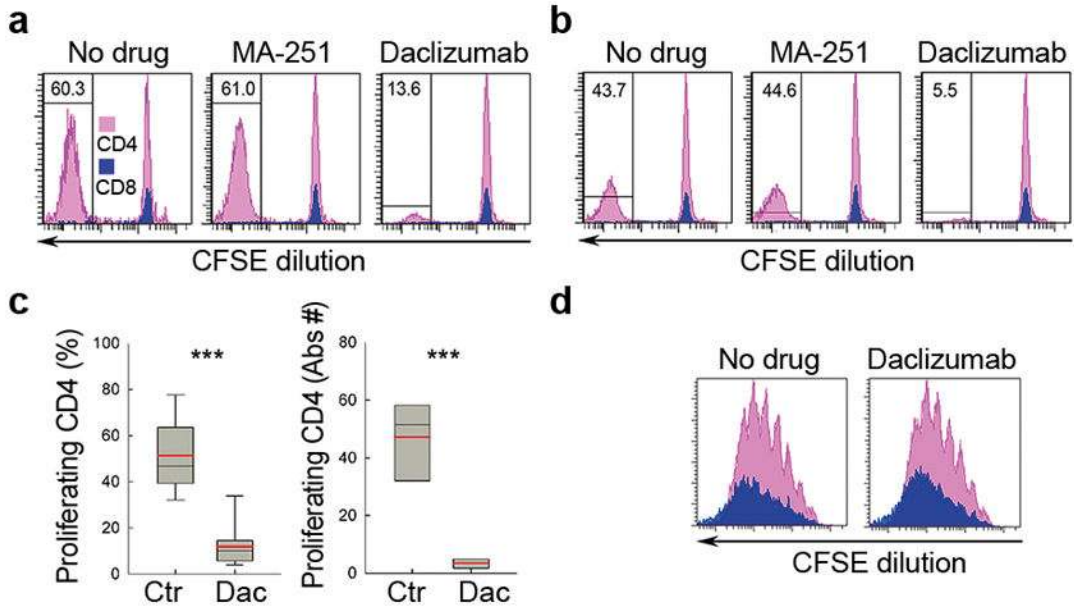 a
No drug
MA-251
Daclizumab
60.3
61.0
13.6
CD4
CD8
CFSE dilution
b
No drug
MA-251
Daclizumab
43.7
44.6
5.5
CFSE dilution
c
Proliferating CD4 (%)
100
80
60
40
20
0
***
Ctr
Dac
Proliferating CD4 (Abs #)
80
60
40
20
0
***
Ctr
Dac
d
No drug
Daclizumab
CFSE dilution